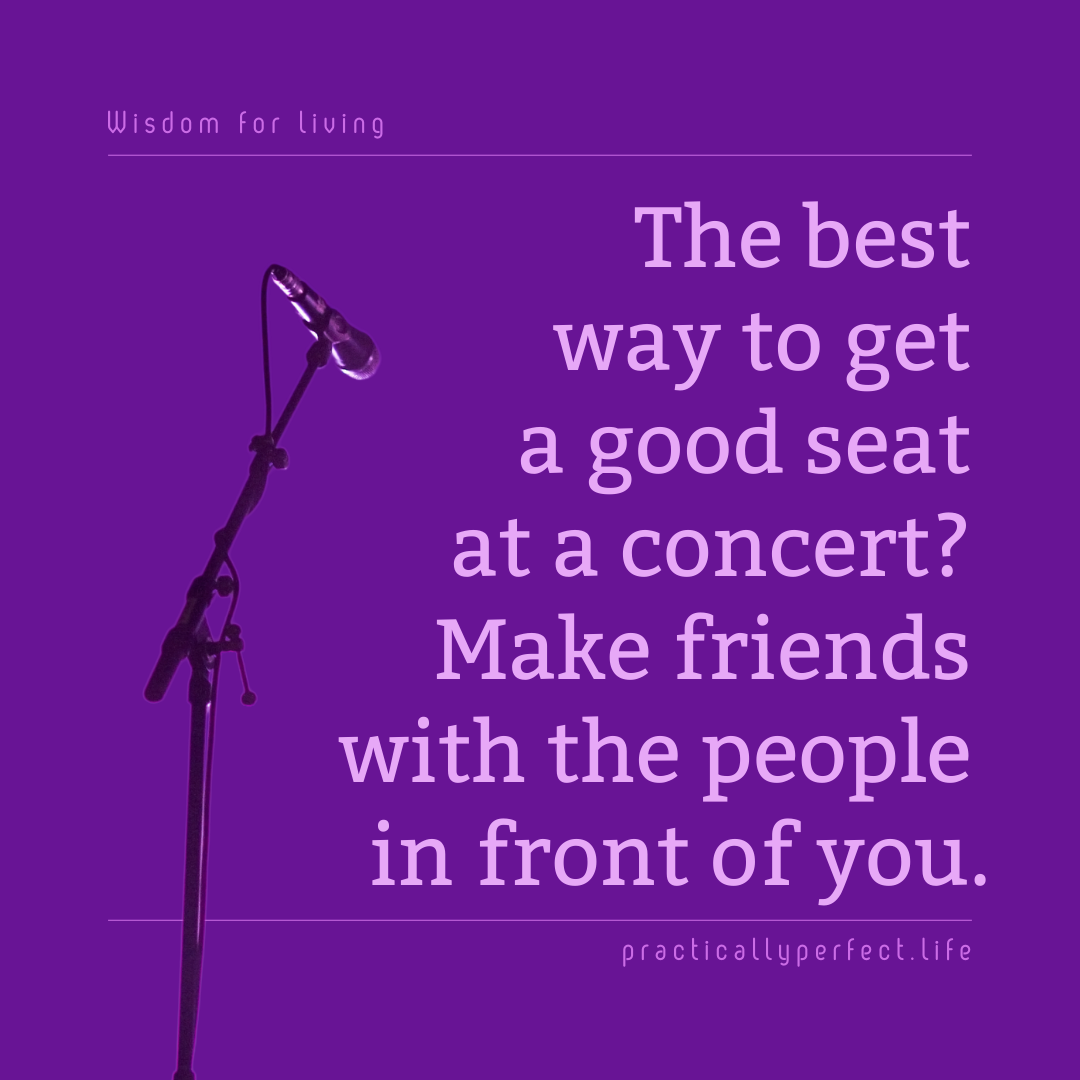 Wisdom for living
The best
way to get
a good seat
at a concert?
Make friends
with the people
in front of you.
practicallyperfect.life